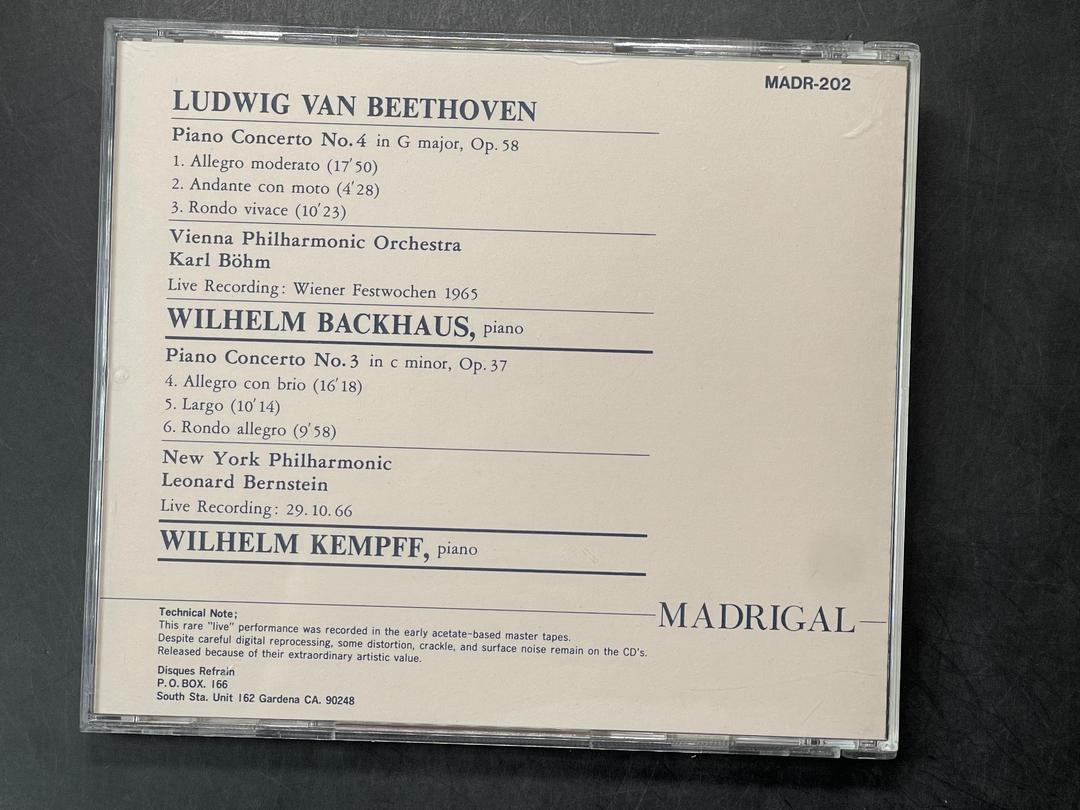 MADR-202
LUDWIG VAN BEETHOVEN
Piano Concerto No. 4 in G major, Op. 58
1. Allegro moderato (17′50)
2. Andante con moto (4′28)
3. Rondo vivace (10′23)
Vienna Philharmonic Orchestra
Karl Böhm
Live Recording: Wiener Festwochen 1965
WILHELM BACKHAUS, piano
Piano Concerto No. 3 in c minor, Op. 37
4. Allegro con brio (16′18)
5. Largo (10′14)
6. Rondo allegro (9′58)
New York Philharmonic
Leonard Bernstein
Live Recording: 29. 10. 66
WILHELM KEMPFF, piano
MADRIGAL
Technical Note;
This rare "live" performance was recorded in the early acetate-based master tapes.
Despite careful digital reprocessing, some distortion, crackle, and surface noise remain on the CD's.
Released because of their extraordinary artistic value.
Disques Refrain
P. O. BOX. 166
South Sta. Unit 162 Gardena CA. 90248